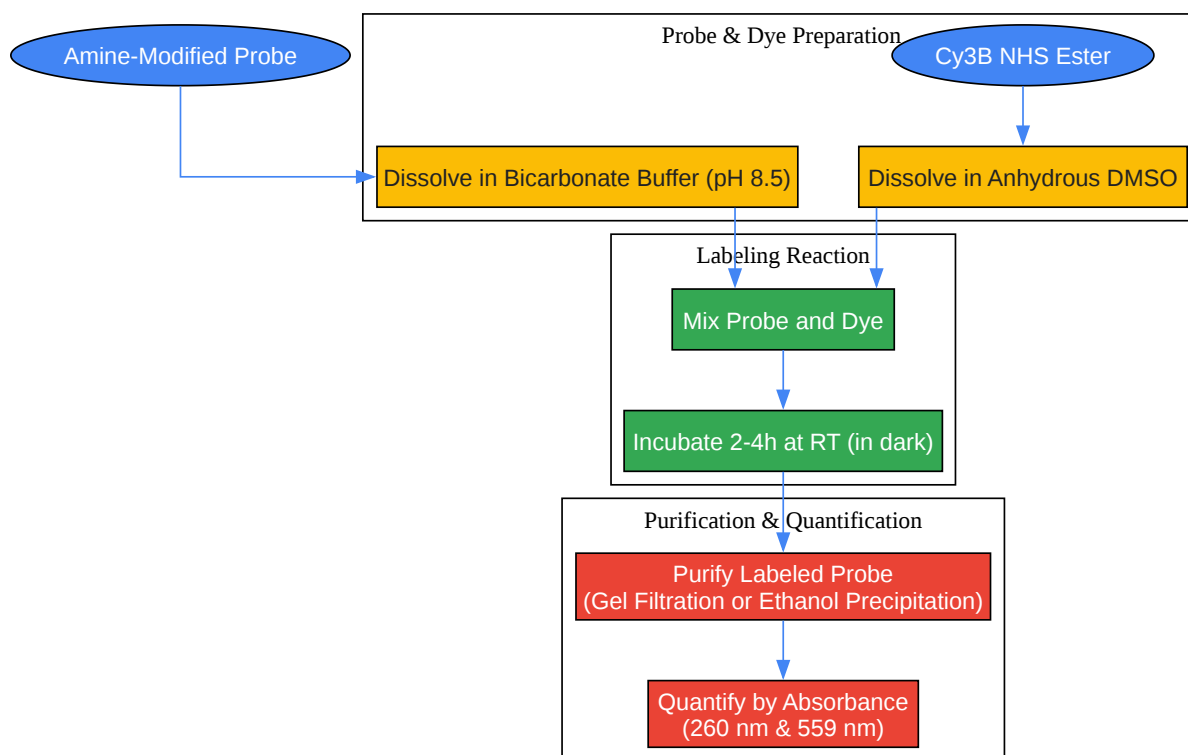 Probe & Dye Preparation
Amine-Modified Probe
Cy3B NHS Ester
Dissolve in Bicarbonate Buffer (pH 8.5)
Dissolve in Anhydrous DMSO
Labeling Reaction
Mix Probe and Dye
Incubate 2-4h at RT (in dark)
Purification & Quantification
Purify Labeled Probe
(Gel Filtration or Ethanol Precipitation)
Quantify by Absorbance
(260 nm & 559 nm)